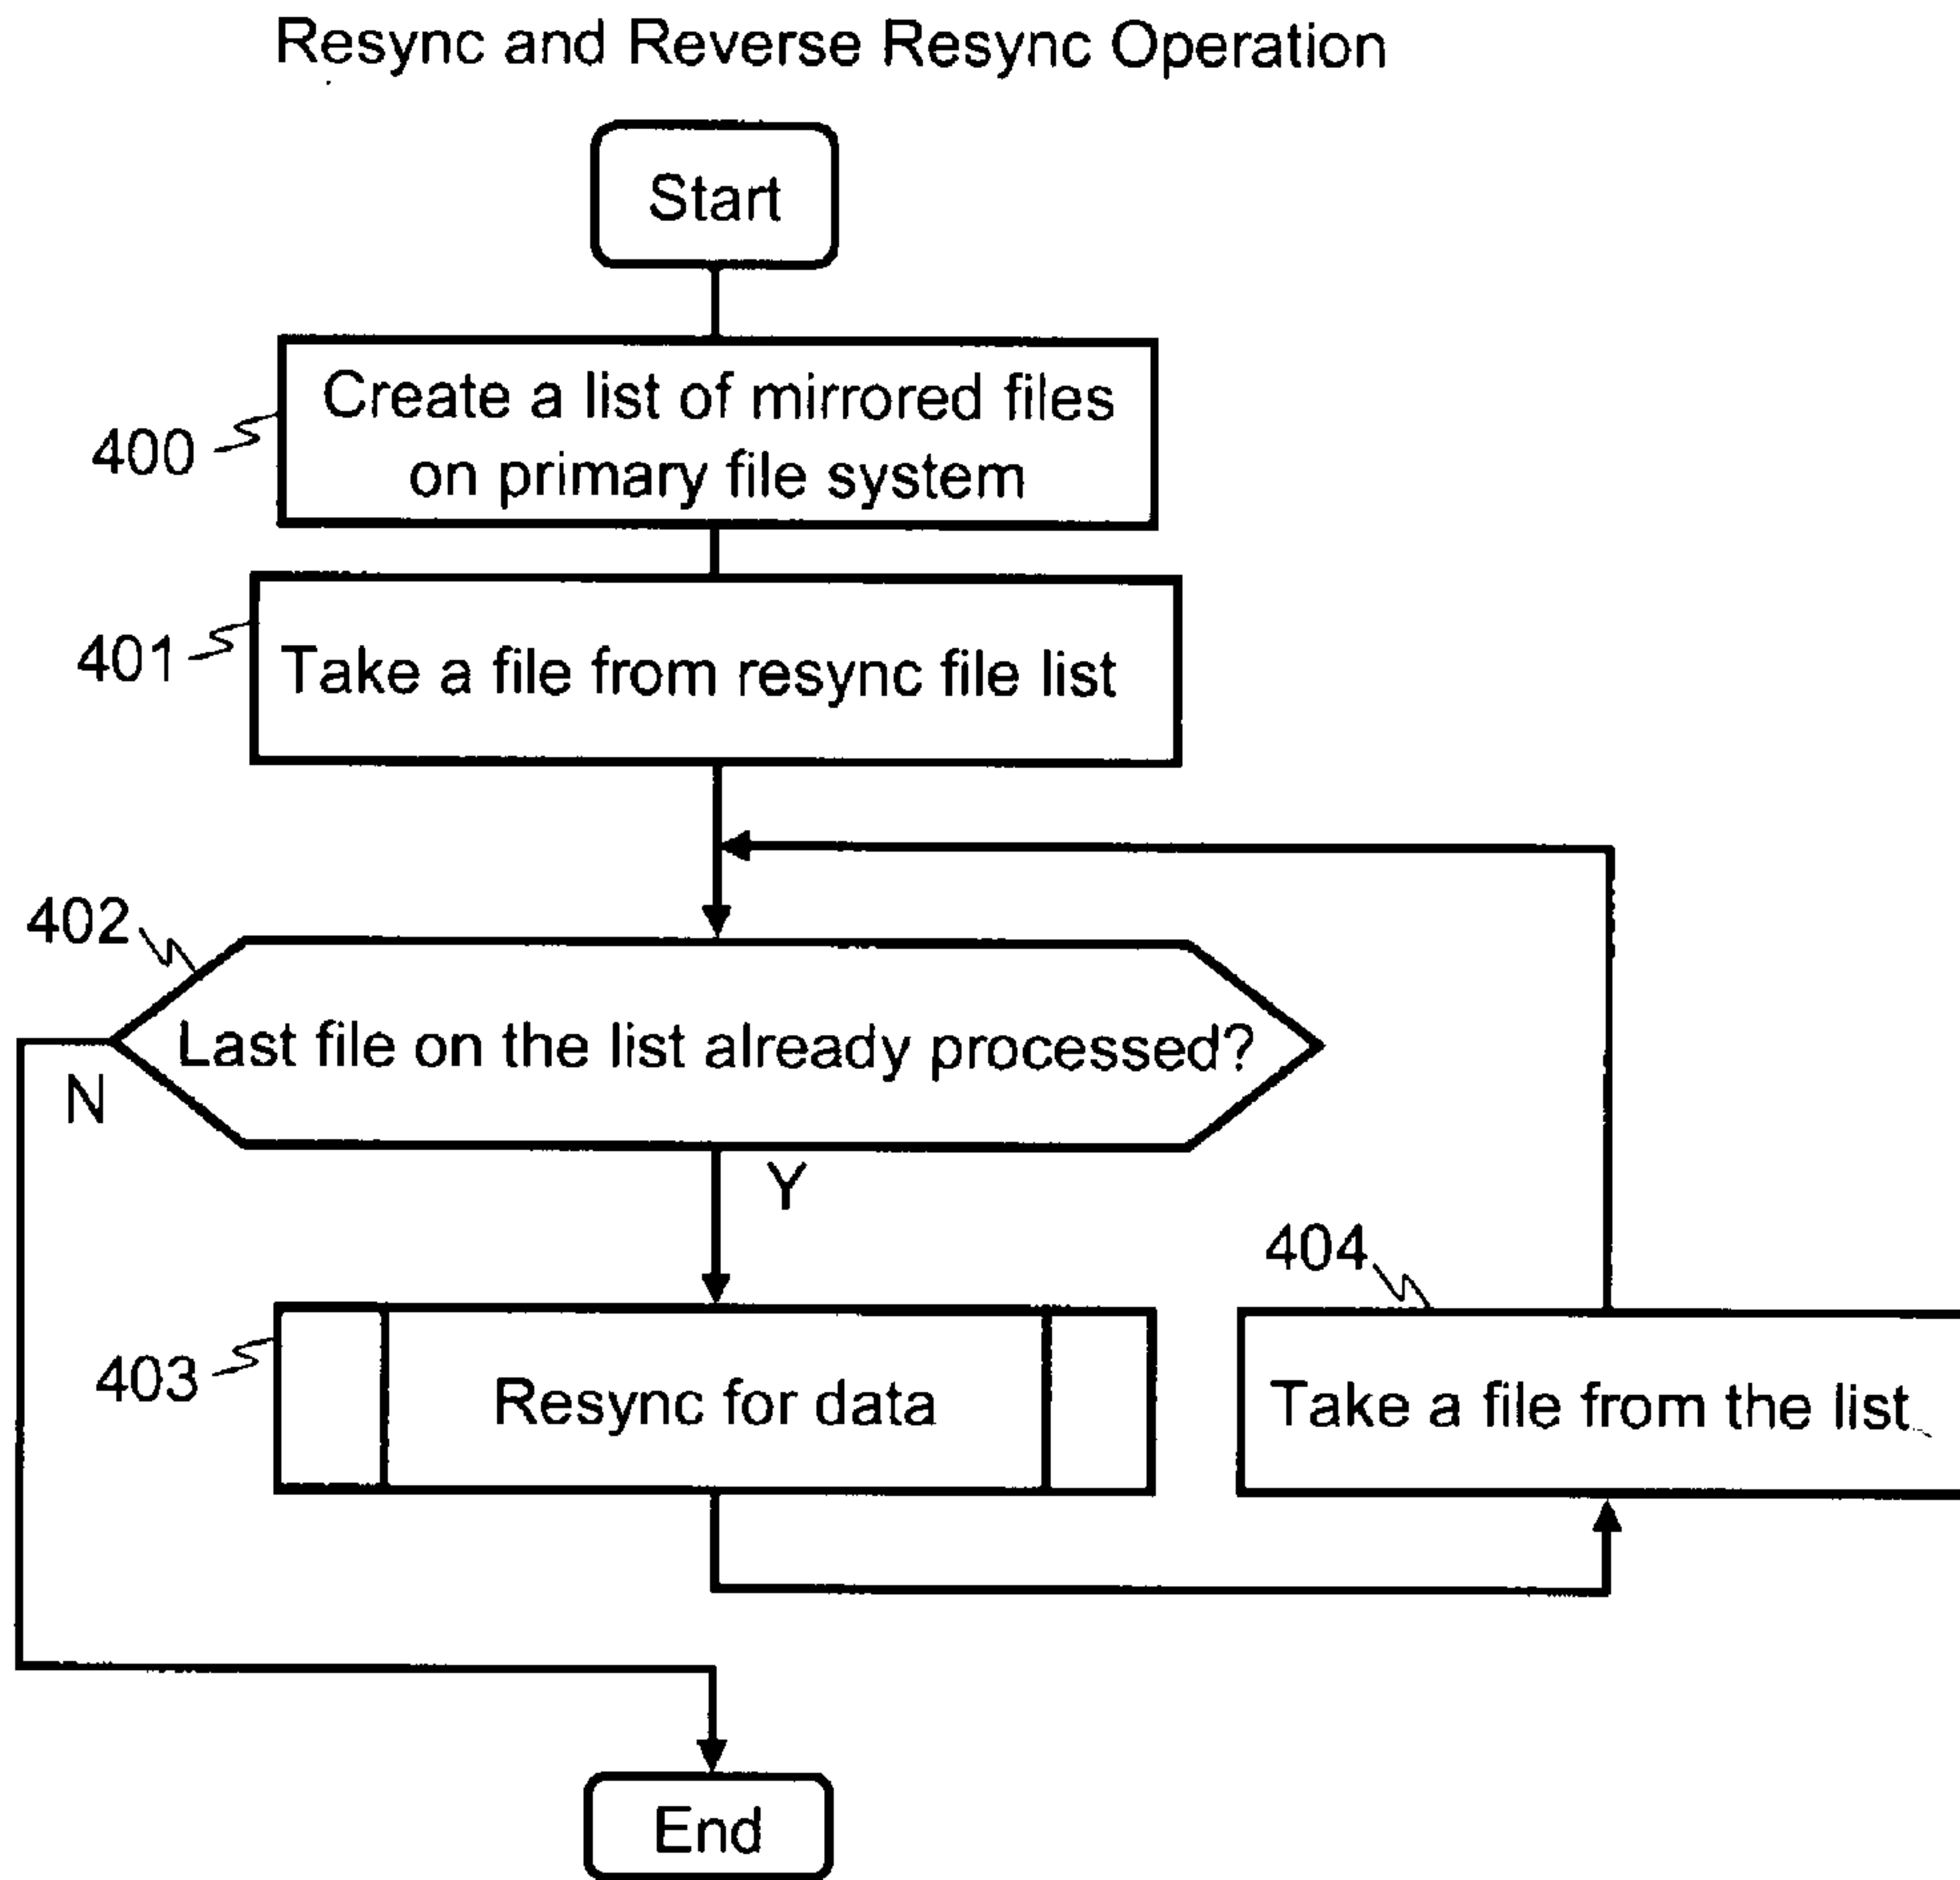 Resync and Reverse Resync Operation
Start
400
Create a list of mirrored files
on primary file system
401
Take a file from resync file list
402
Last file on the list already processed?
N
Y
403
Resync for data
404
Take a file from the list
End